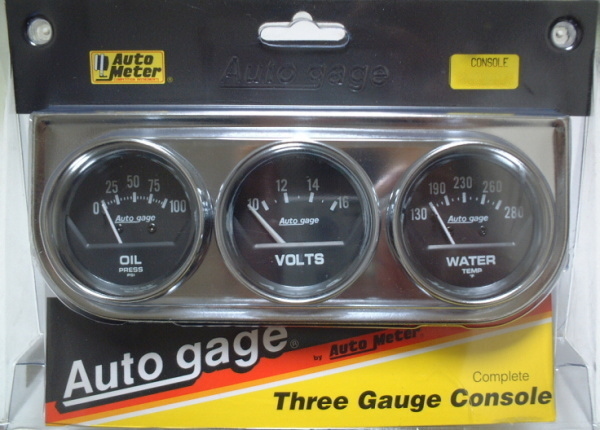 Auto
Meter
Auto gage
CONSOLE
0 25 50 75 100
Auto gage
OIL
PRESS
PSI
10 12 14 16
Auto gage
VOLTS
130 190 230 260 280
Auto gage
WATER
TEMP
°F
Auto gage®
by Auto Meter
Complete
Three Gauge Console